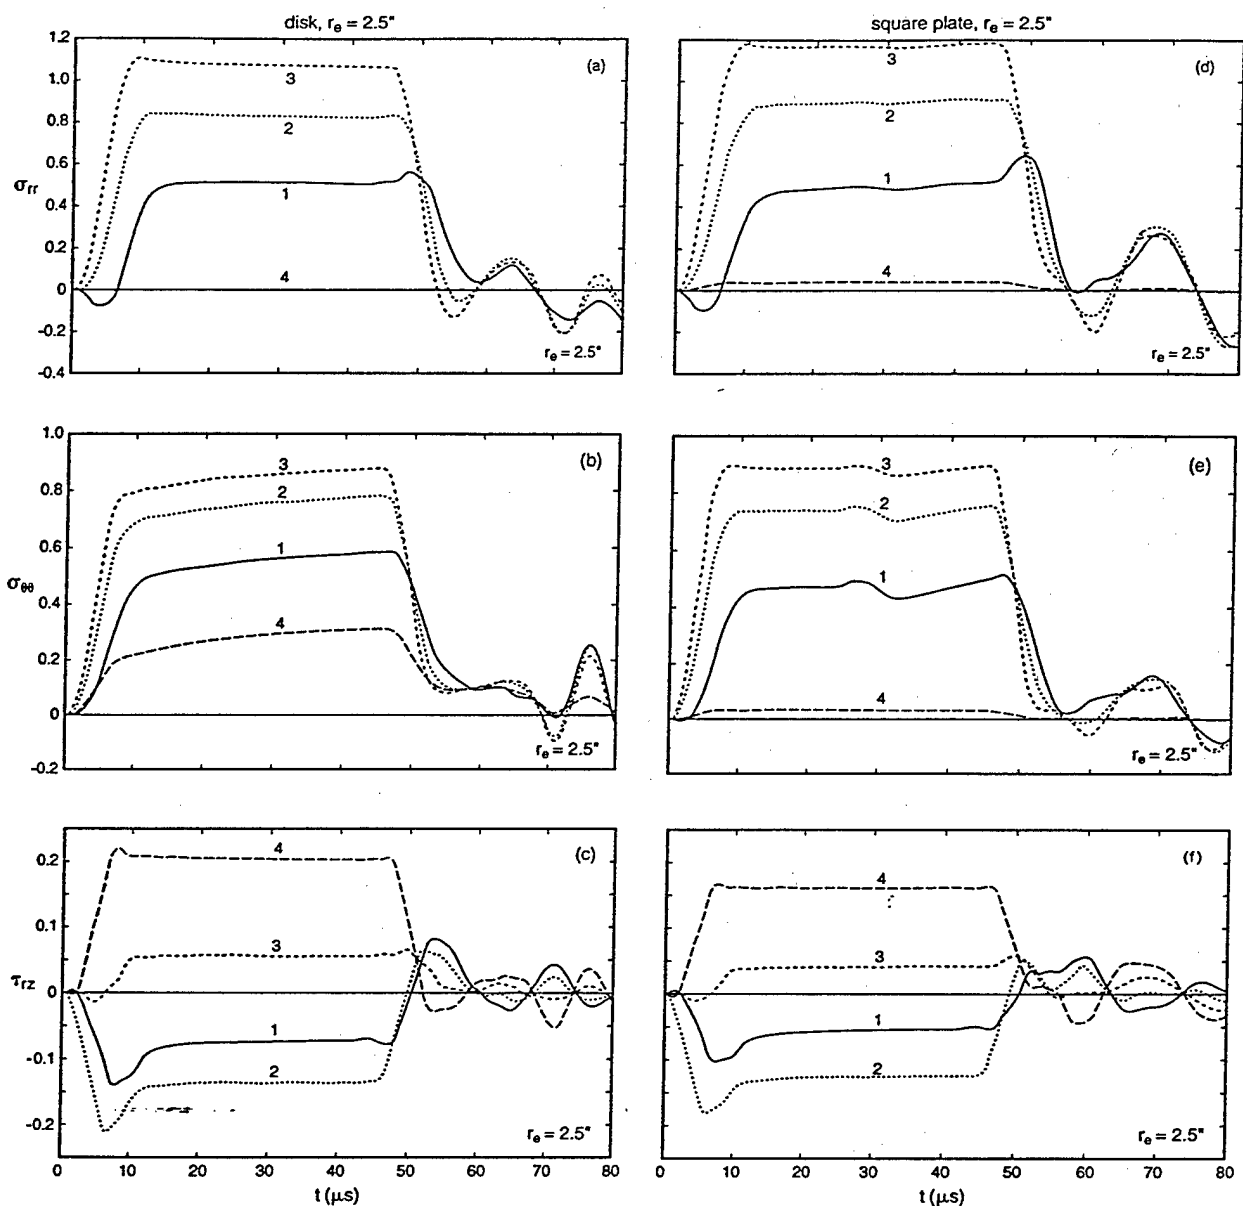 disk, rₑ = 2.5"
square plate, rₑ = 2.5"
1.2
1.0
0.8
0.6
0.4
0.2
0
-0.2
-0.4
σrr
(a)
3
2
1
4
rₑ = 2.5"
(d)
3
2
1
4
rₑ = 2.5"
1.0
0.8
0.6
0.4
0.2
0
-0.2
σθθ
(b)
3
2
1
4
rₑ = 2.5"
(e)
3
2
1
4
rₑ = 2.5"
0.2
0.1
0
-0.1
-0.2
τrz
(c)
4
3
1
2
rₑ = 2.5"
0 10 20 30 40 50 60 70 80
t (μs)
(f)
4
3
1
2
rₑ = 2.5"
0 10 20 30 40 50 60 70 80
t (μs)